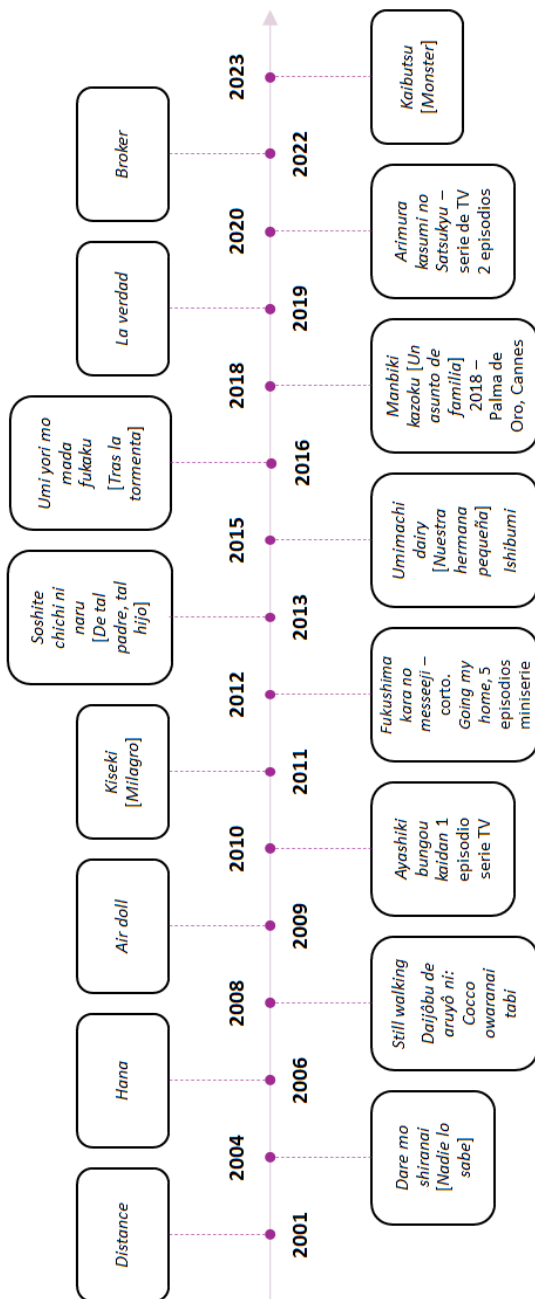 Distance
Hana
Air doll
Kiseki
[Milagro]
Soshite
chichi ni
naru
[De tal
padre, tal
hijo]
Umi yori mo
mada
fukaku
[Tras la
tormenta]
La verdad
Broker
2001
2004
2006
2008
2009
2010
2011
2012
2013
2015
2016
2018
2019
2020
2022
2023
Dare mo
shiranai
[Nadie lo
sabe]
Still walking
Daijôbu de
aruyô ni:
Cocco
owaranai
tabi
Ayashiki
bungou
kaidan 1
episodio
serie TV
Fukushima
kara no
messeeji –
corto.
Going my
home, 5
episodios
miniserie
Umimachi
dairy
[Nuestra
hermana
pequeña]
Ishibumi
Manbiki
kazoku [Un
asunto de
familia]
2018 –
Palma de
Oro, Cannes
Arimura
kasumi no
Satsukyu –
serie de TV
2 episodios
Kaibutsu
[Monster]